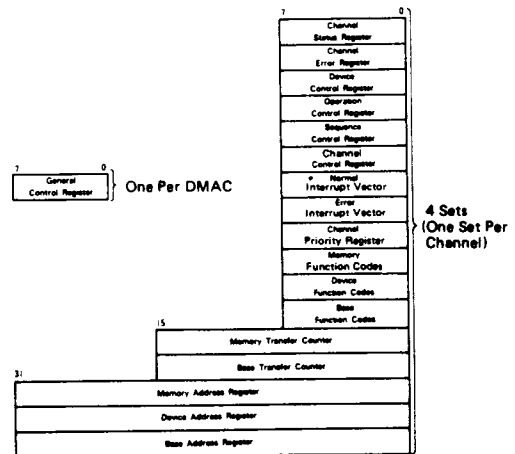 7 0
Channel
Status Register
Channel
Error Register
Device
Control Register
Operation
Control Register
Sequence
Control Register
Channel
Control Register
Normal
Interrupt Vector
Error
Interrupt Vector
Channel
Priority Register
Memory
Function Codes
Device
Function Codes
Base
Function Codes
7 0
General
Control Register
One Per DMAC
4 Sets
(One Set Per
Channel)
15
Memory Transfer Counter
Base Transfer Counter
31
Memory Address Register
Device Address Register
Base Address Register